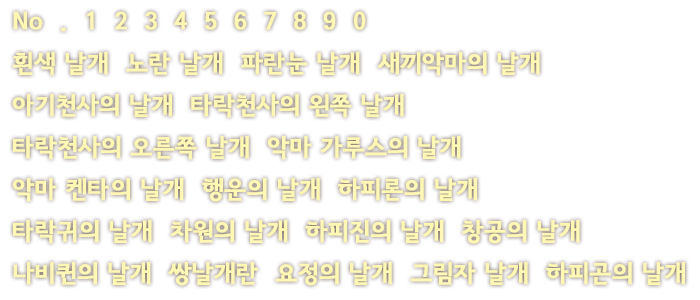 No . 1 2 3 4 5 6 7 8 9 0
흰색 날개 노란 날개 파란눈 날개 새끼악마의 날개
아기천사의 날개 타락천사의 왼쪽 날개
타락천사의 오른쪽 날개 악마 가루스의 날개
악마 켄타의 날개 행운의 날개 하피론의 날개
타락귀의 날개 차원의 날개 하피진의 날개 창공의 날개
나비퀸의 날개 쌍날개란 요정의 날개 그림자 날개 하피곤의 날개